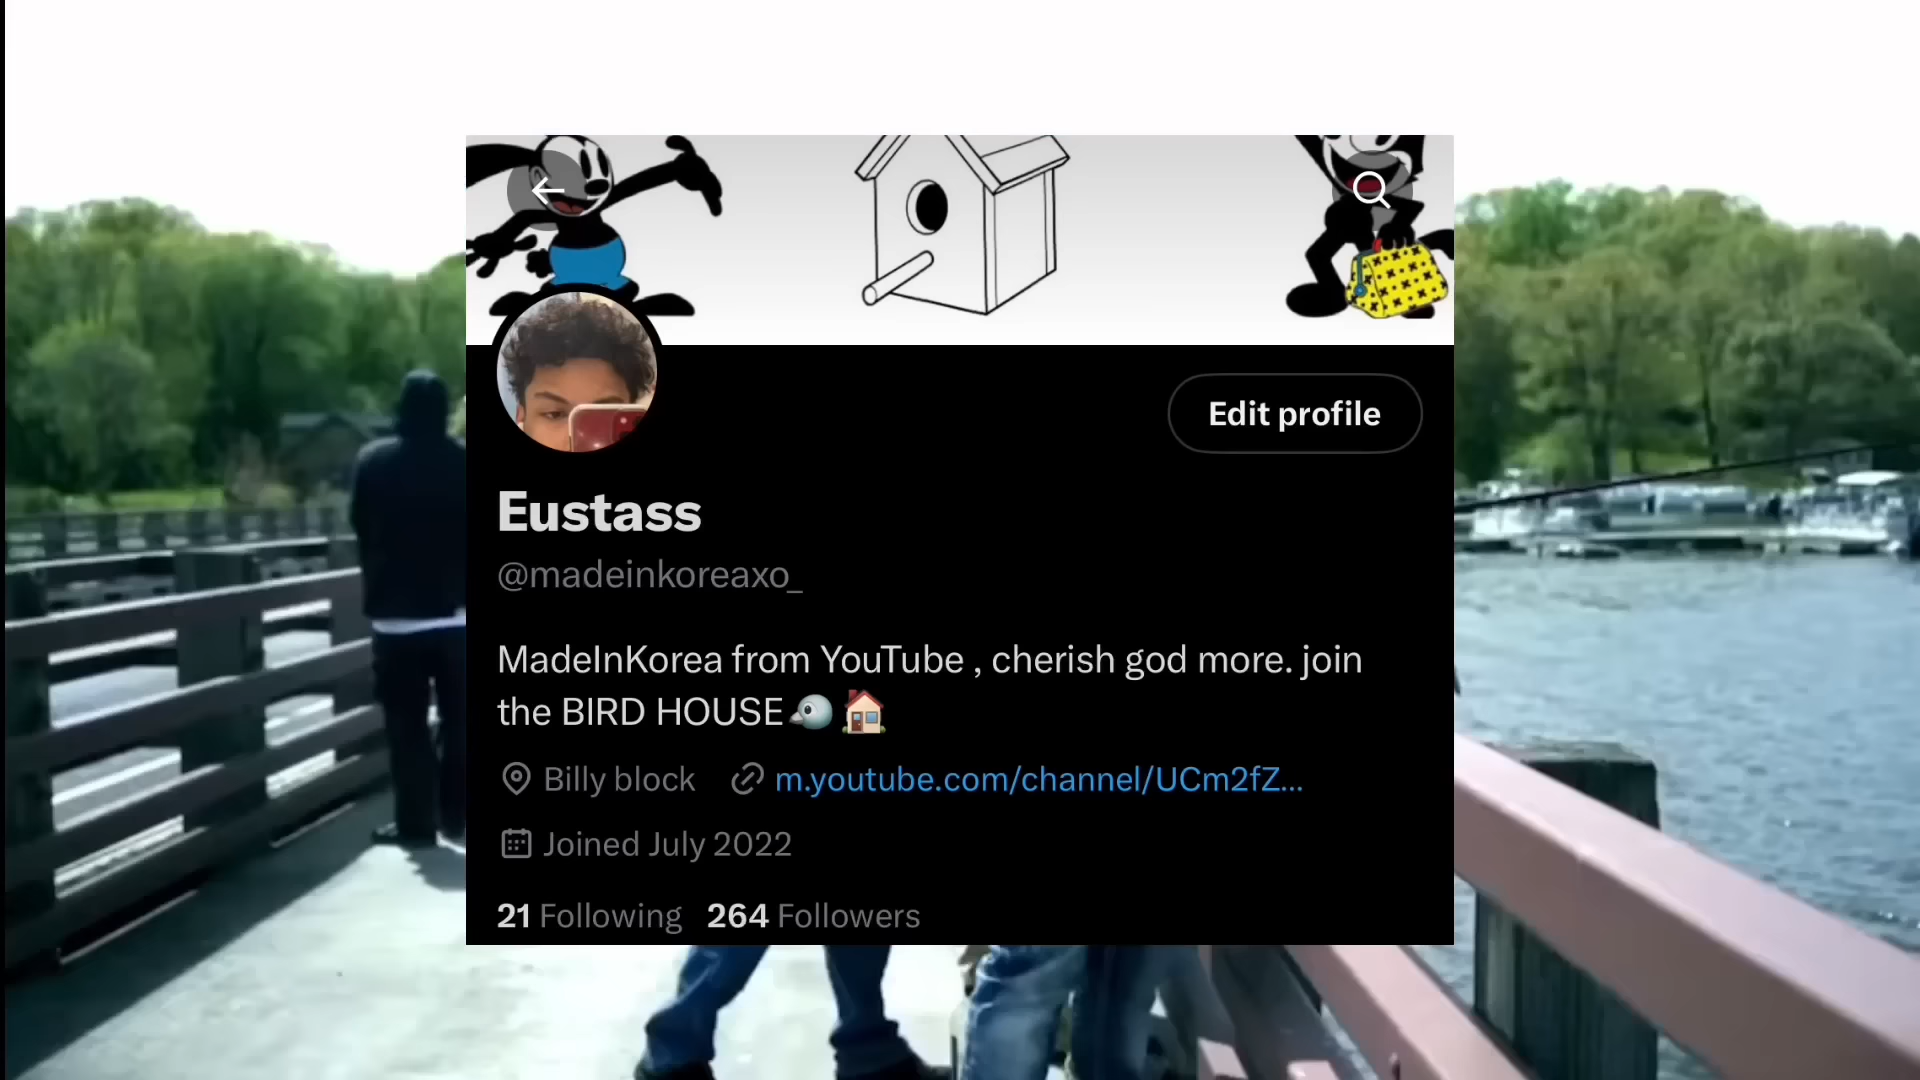 Edit profile
Eustass
@madeinkoreaxo_
MadeInKorea from YouTube , cherish god more. join
the BIRD HOUSE🐦🏠
Billy block m.youtube.com/channel/UCm2fZ...
Joined July 2022
21 Following 264 Followers